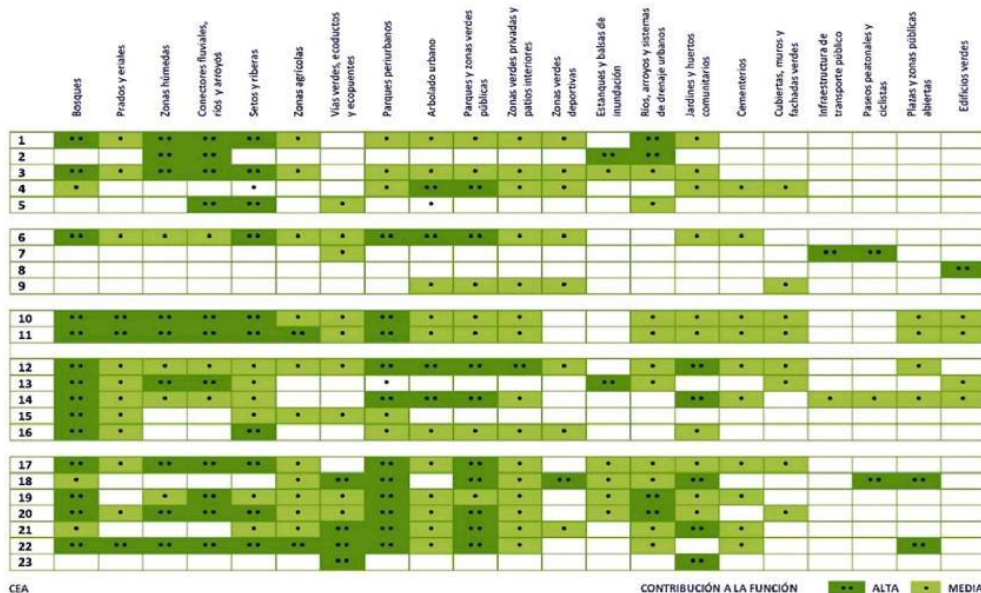 Bosques
Prados y eriales
Zonas húmedas
Conectores fluviales,
ríos y arroyos
Setos y riberas
Zonas agrícolas
Vías verdes, ecoductos
y ecopuentes
Parques periurbanos
Arbolado urbano
Parques y zonas verdes
públicas
Zonas verdes privadas y
patios interiores
Zonas verdes
deportivas
Estanques y balsas de
inundación
Ríos, arroyos y sistemas
de drenaje urbanos
Jardines y huertos
comunitarios
Cementerios
Cubiertas, muros y
fachadas verdes
Infraestructura de
transporte público
Paseos peatonales y
ciclistas
Plazas y zonas públicas
abiertas
Edificios verdes
1
2
3
4
5
6
7
8
9
10
11
12
13
14
15
16
17
18
19
20
21
22
23
CEA CONTRIBUCIÓN A LA FUNCIÓN ALTA MEDIA